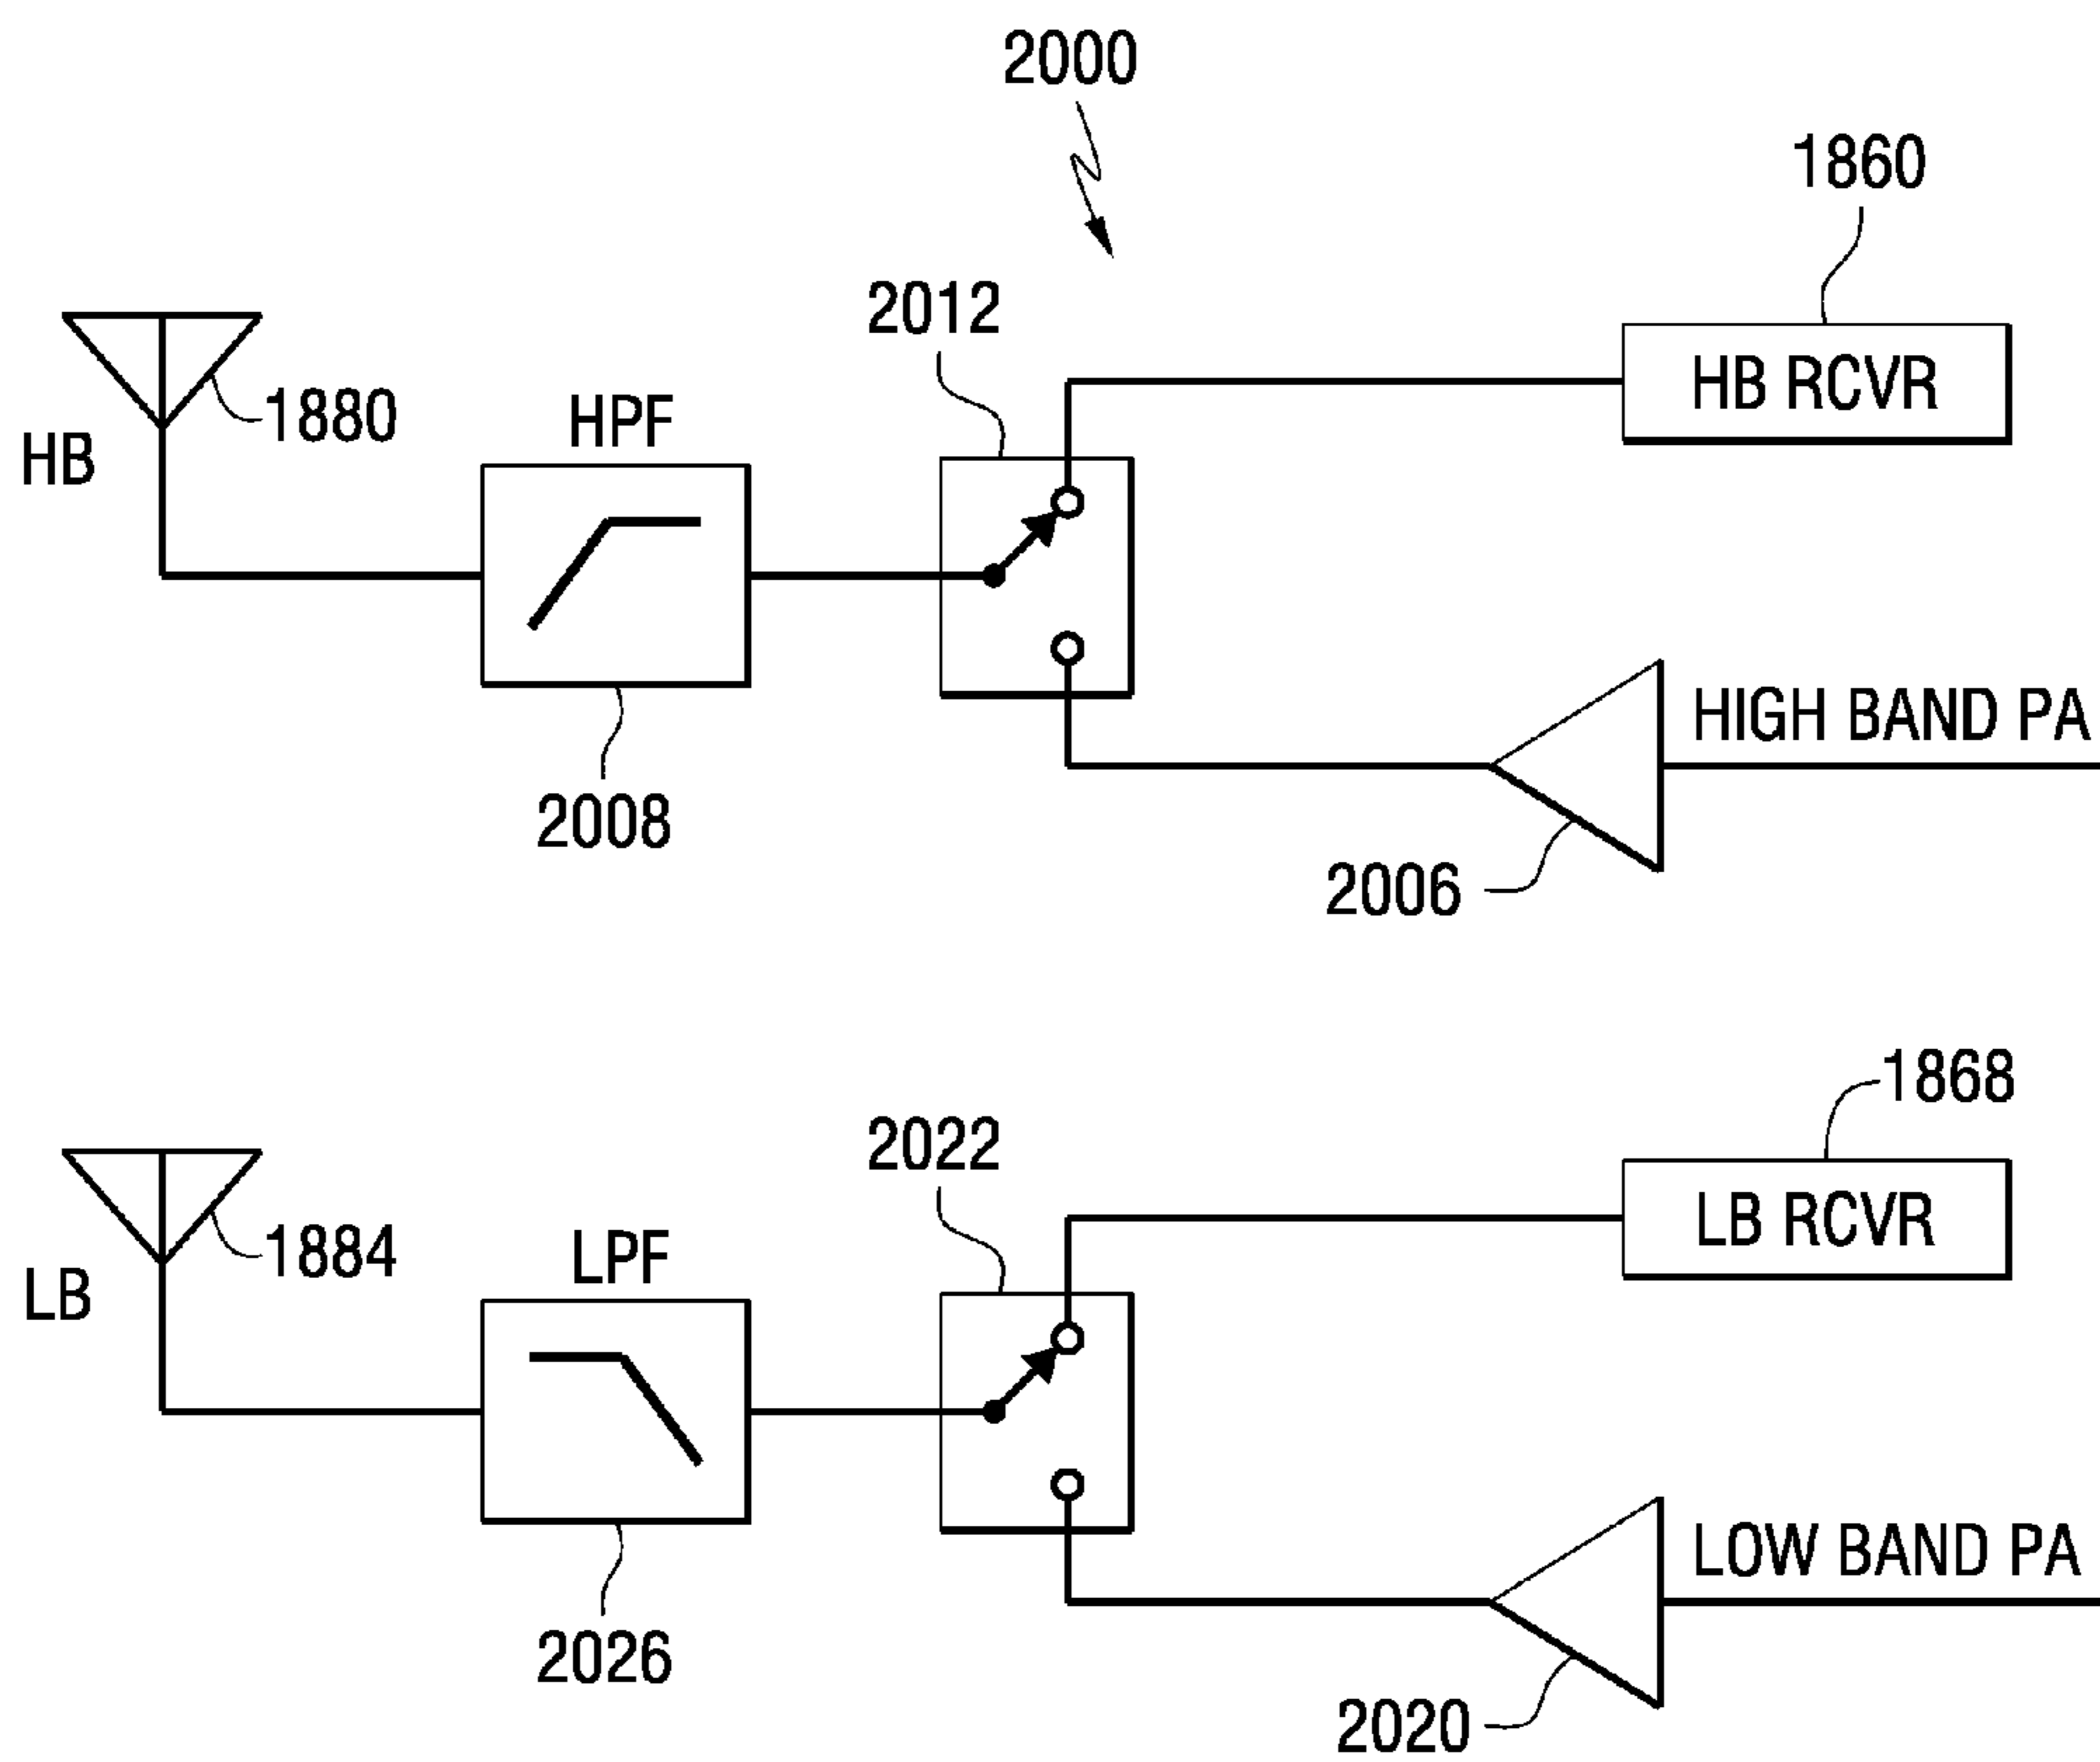 2000
1860
2012
HB RCVR
1880
HPF
HB
HIGH BAND PA
2008
2006
1868
2022
LB RCVR
1884
LPF
LB
LOW BAND PA
2026
2020